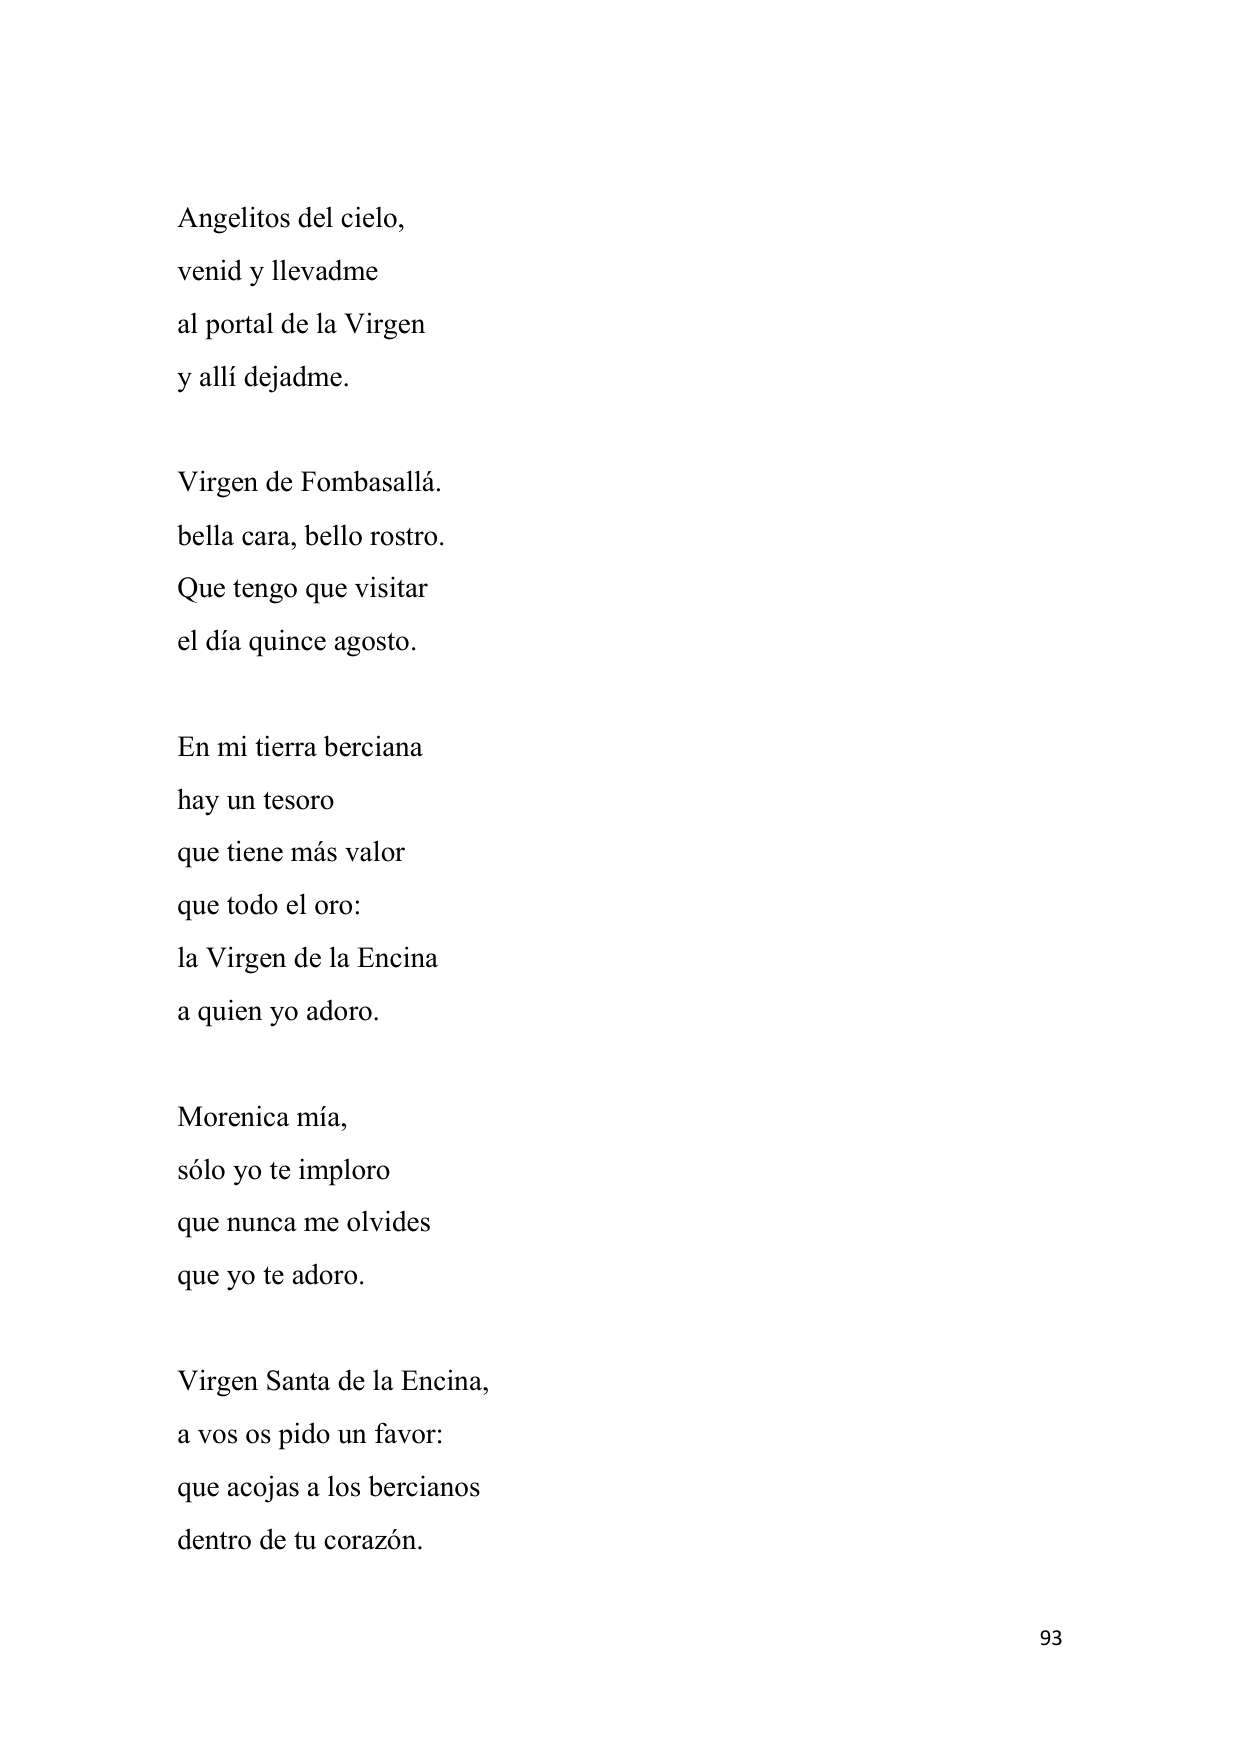 Angelitos del cielo,
venid y llevadme
al portal de la Virgen
y allí dejadme.
Virgen de Fombasallá.
bella cara, bello rostro.
Que tengo que visitar
el día quince agosto.
En mi tierra berciana
hay un tesoro
que tiene más valor
que todo el oro:
la Virgen de la Encina
a quien yo adoro.
Morenica mía,
sólo yo te imploro
que nunca me olvides
que yo te adoro.
Virgen Santa de la Encina,
a vos os pido un favor:
que acojas a los bercianos
dentro de tu corazón.
93